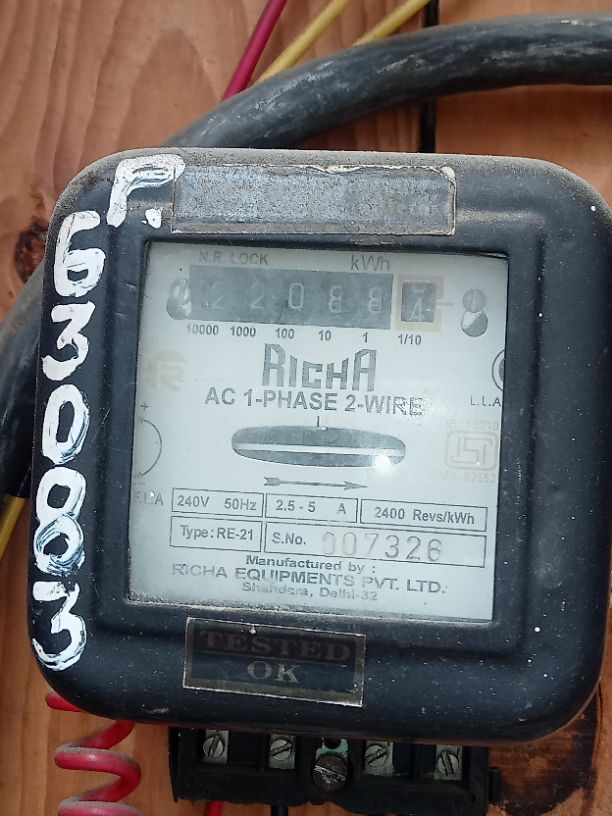 P.
63083
N.R. LOCK kWh
22088
10000 1000 100 10 1 1/10
RICHA
AC 1-PHASE 2-WIRE
L.L.A
240V 50Hz 2.5 - 5 A 2400 Revs/kWh
Type: RE-21 S.No. 007326
Manufactured by :
RICHA EQUIPMENTS PVT. LTD.
Shahdara, Delhi-32
TESTED
OK